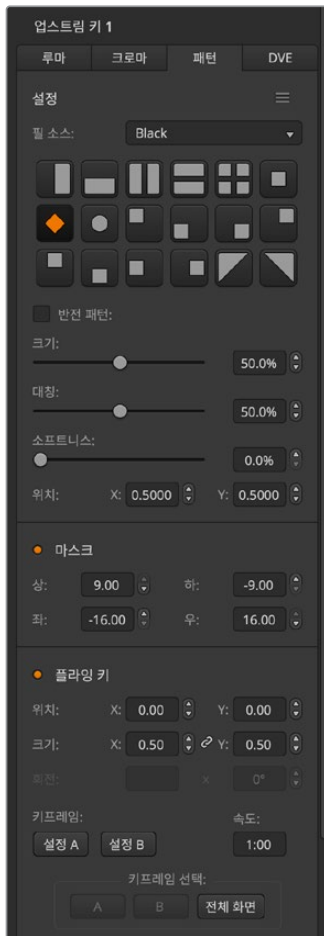 업스트림 키 1
루마 크로마 패턴 DVE
설정
필 소스: Black
반전 패턴:
크기:
50.0%
대칭:
50.0%
소프트니스:
0.0%
위치: X: 0.5000 Y: 0.5000
마스크
상: 9.00 하: -9.00
좌: -16.00 우: 16.00
플라잉 키
위치: X: 0.00 Y: 0.00
크기: X: 0.50 Y: 0.50
회전: x 0°
키프레임: 속도:
설정 A 설정 B 1:00
키프레임 선택:
A B 전체 화면